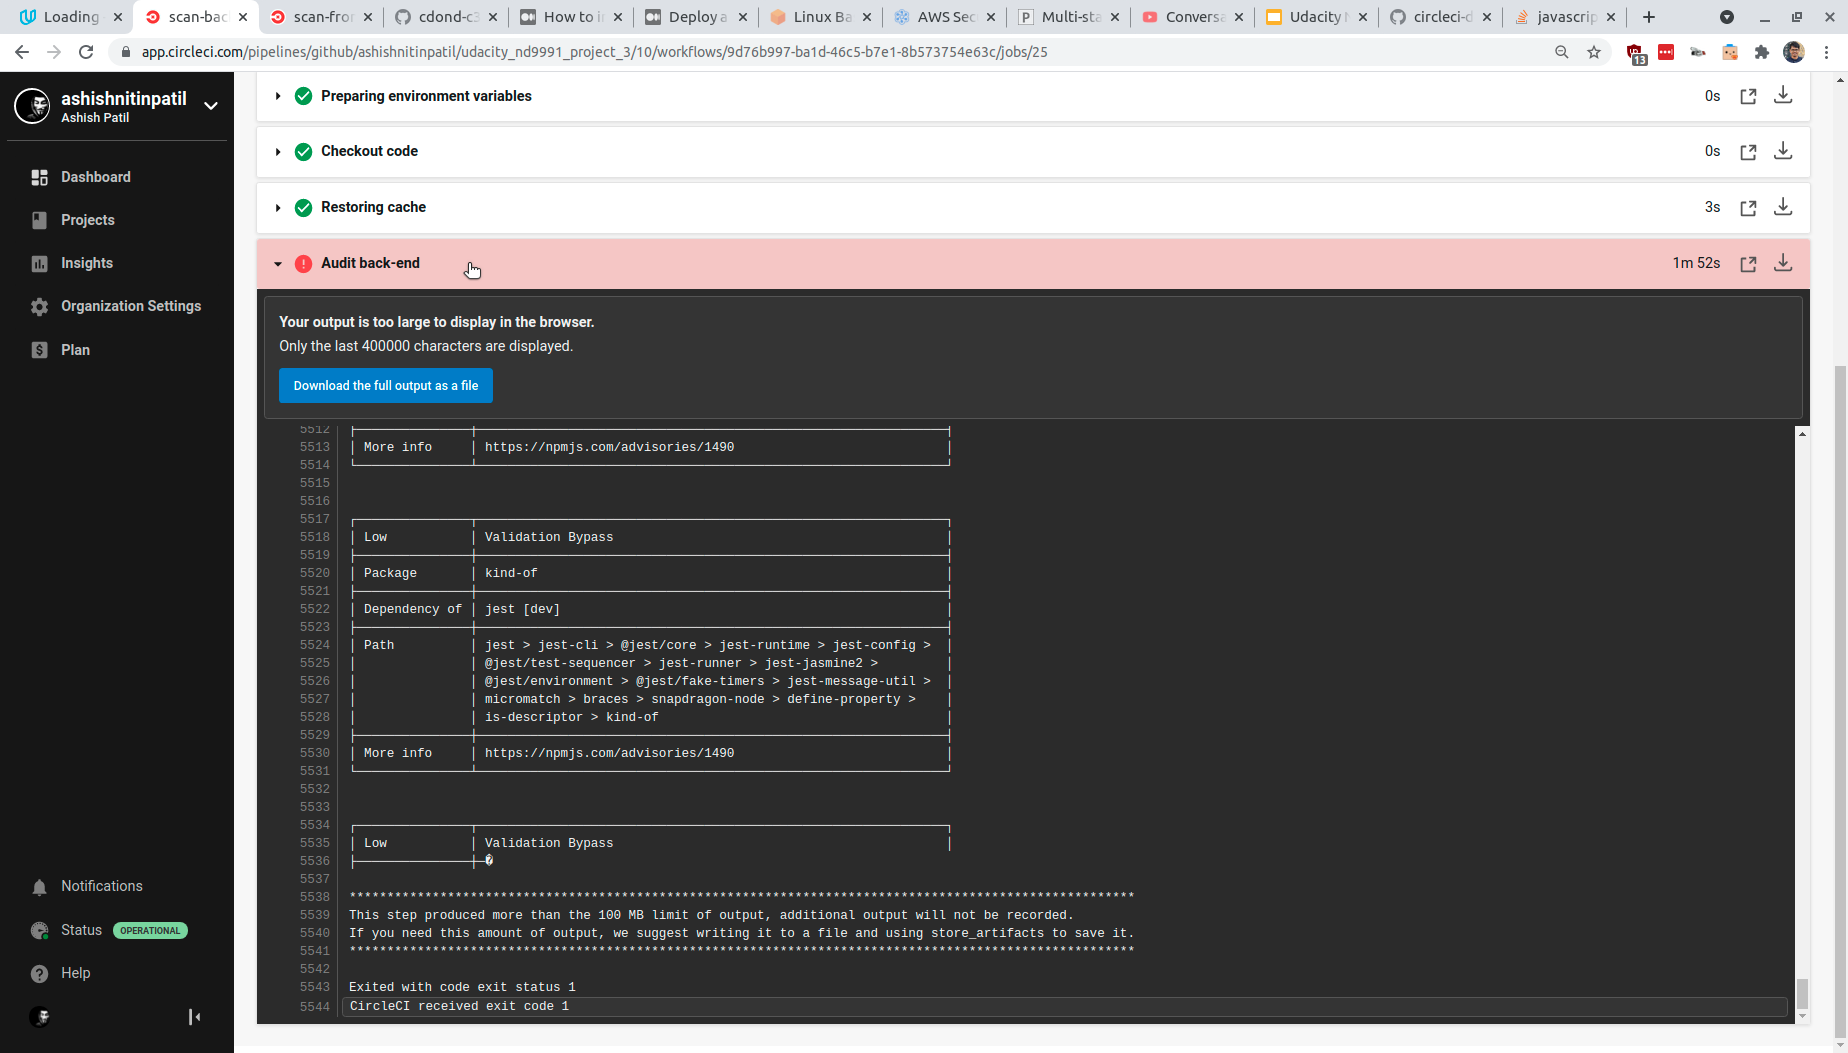 Loading
scan-bac
scan-fror
cdond-c3
How to in
Deploy a
Linux Ba
AWS Sec
Multi-sta
Conversa
Udacity N
circleci-d
javascrip
app.circleci.com/pipelines/github/ashishnitinpatil/udacity_nd9991_project_3/10/workflows/9d76b997-ba1d-46c5-b7e1-8b573754e63c/jobs/25
13
ashishnitinpatil
Ashish Patil
Dashboard
Projects
Insights
Organization Settings
Plan
Notifications
Status OPERATIONAL
Help
Preparing environment variables 0s
Checkout code 0s
Restoring cache 3s
Audit back-end 1m 52s
Your output is too large to display in the browser.
Only the last 400000 characters are displayed.
Download the full output as a file
5512
5513 More info https://npmjs.com/advisories/1490
5514
5515
5516
5517
5518 Low Validation Bypass
5519
5520 Package kind-of
5521
5522 Dependency of jest [dev]
5523
5524 Path jest > jest-cli > @jest/core > jest-runtime > jest-config >
5525 @jest/test-sequencer > jest-runner > jest-jasmine2 >
5526 @jest/environment > @jest/fake-timers > jest-message-util >
5527 micromatch > braces > snapdragon-node > define-property >
5528 is-descriptor > kind-of
5529
5530 More info https://npmjs.com/advisories/1490
5531
5532
5533
5534
5535 Low Validation Bypass
5536 �
5537
5538 ********************************************************************************************************
5539 This step produced more than the 100 MB limit of output, additional output will not be recorded.
5540 If you need this amount of output, we suggest writing it to a file and using store_artifacts to save it.
5541 ********************************************************************************************************
5542
5543 Exited with code exit status 1
5544 CircleCI received exit code 1